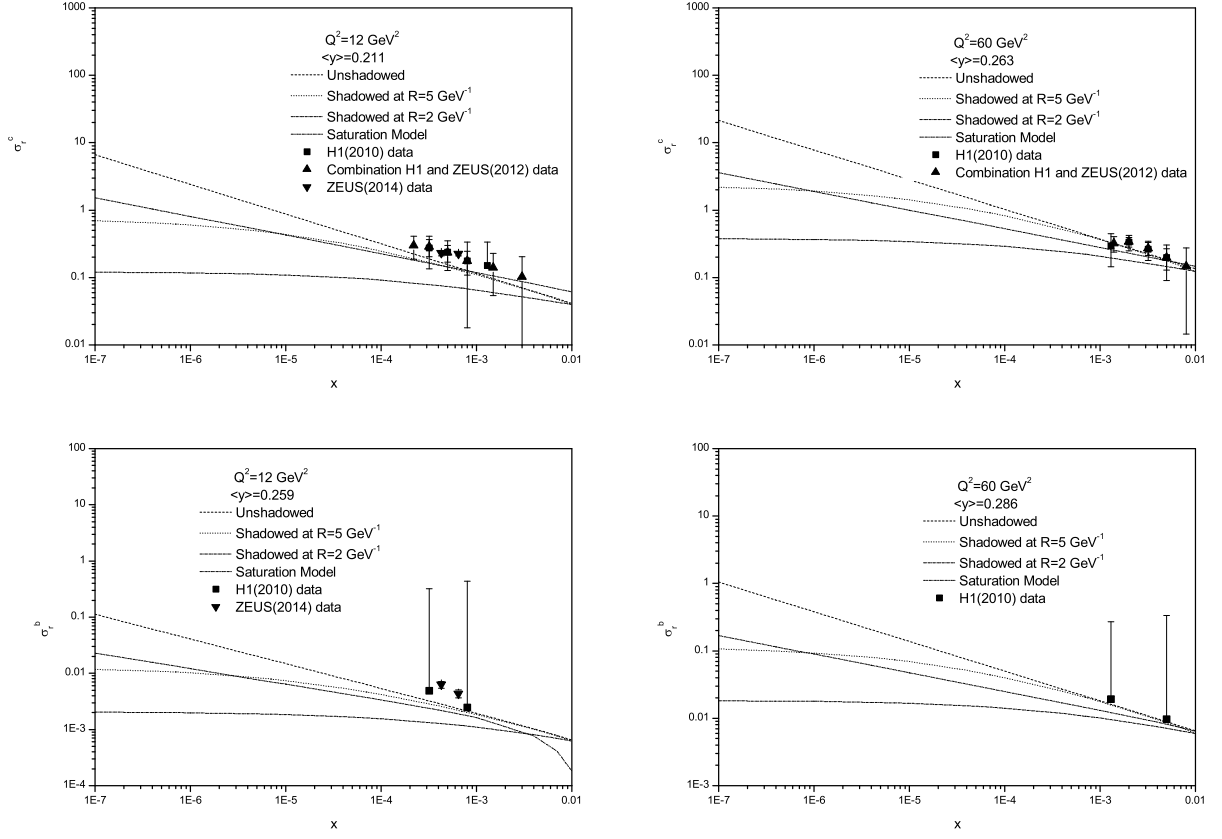 1000
100
10
1
0.1
0.01
σ_r^c
Q²=12 GeV²
<y>=0.211
Unshadowed
Shadowed at R=5 GeV⁻¹
Shadowed at R=2 GeV⁻¹
Saturation Model
H1(2010) data
Combination H1 and ZEUS(2012) data
ZEUS(2014) data
1E-7 1E-6 1E-5 1E-4 1E-3 0.01
x
1000
100
10
1
0.1
0.01
σ_r^c
Q²=60 GeV²
<y>=0.263
Unshadowed
Shadowed at R=5 GeV⁻¹
Shadowed at R=2 GeV⁻¹
Saturation Model
H1(2010) data
Combination H1 and ZEUS(2012) data
1E-7 1E-6 1E-5 1E-4 1E-3 0.01
x
100
10
1
0.1
0.01
1E-3
1E-4
σ_r^b
Q²=12 GeV²
<y>=0.259
Unshadowed
Shadowed at R=5 GeV⁻¹
Shadowed at R=2 GeV⁻¹
Saturation Model
H1(2010) data
ZEUS(2014) data
1E-7 1E-6 1E-5 1E-4 1E-3 0.01
x
100
10
1
0.1
0.01
1E-3
σ_r^b
Q²=60 GeV²
<y>=0.286
Unshadowed
Shadowed at R=5 GeV⁻¹
Shadowed at R=2 GeV⁻¹
Saturation Model
H1(2010) data
1E-7 1E-6 1E-5 1E-4 1E-3 0.01
x